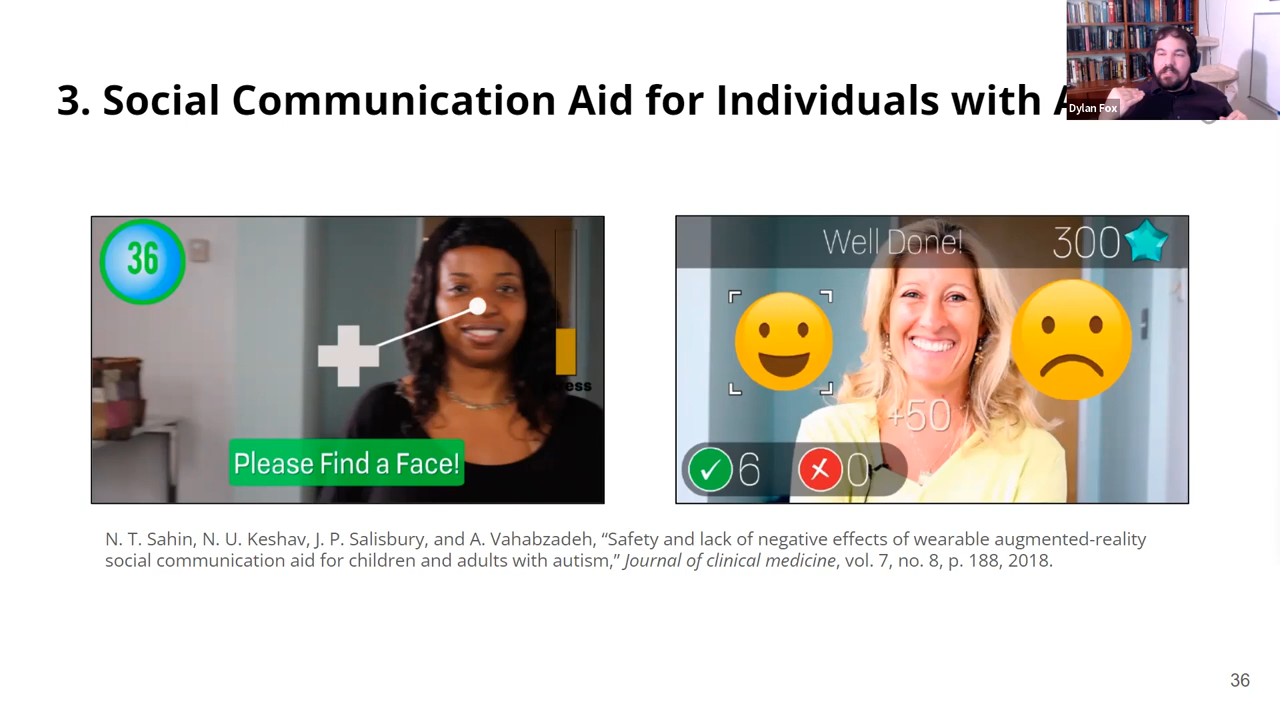 3. Social Communication Aid for Individuals with
Dylan Fox
36
Please Find a Face!
Well Done!
300
+50
6
0
N. T. Sahin, N. U. Keshav, J. P. Salisbury, and A. Vahabzadeh, “Safety and lack of negative effects of wearable augmented-reality
social communication aid for children and adults with autism,” Journal of clinical medicine, vol. 7, no. 8, p. 188, 2018.
36